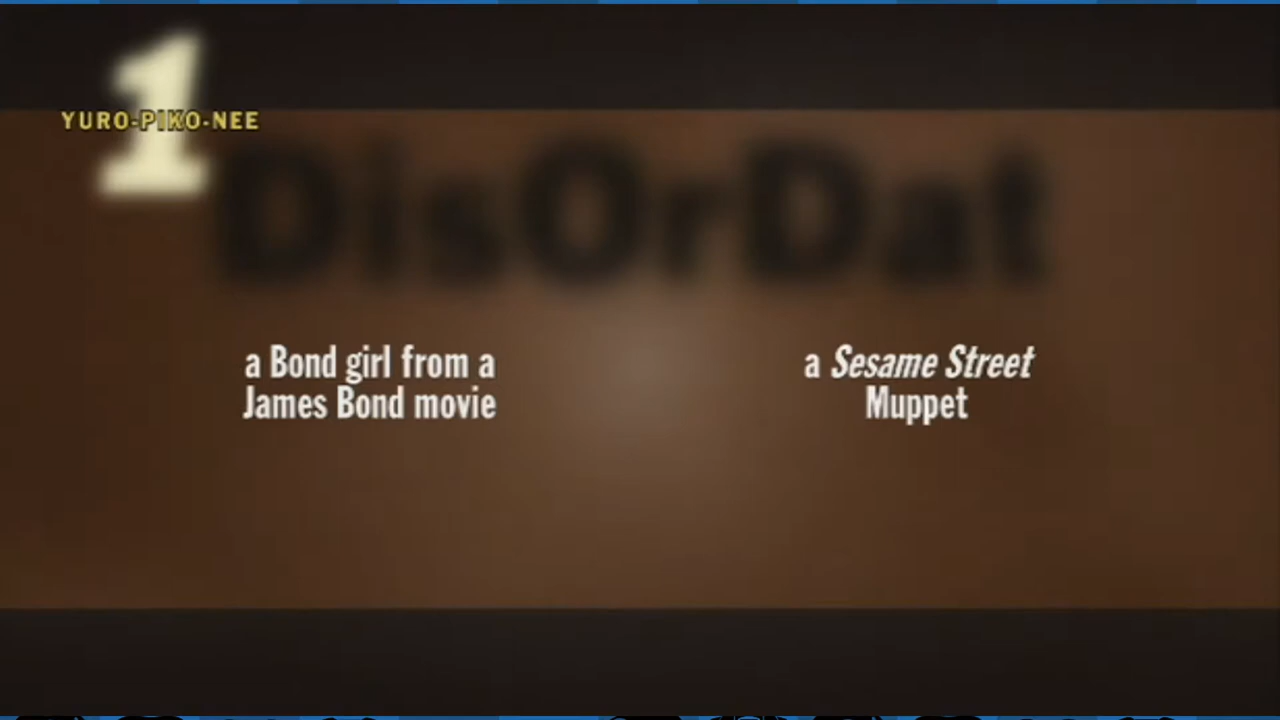 1
YURO-PIKO-NEE
DisOrDat
a Bond girl from a
James Bond movie
a Sesame Street
Muppet